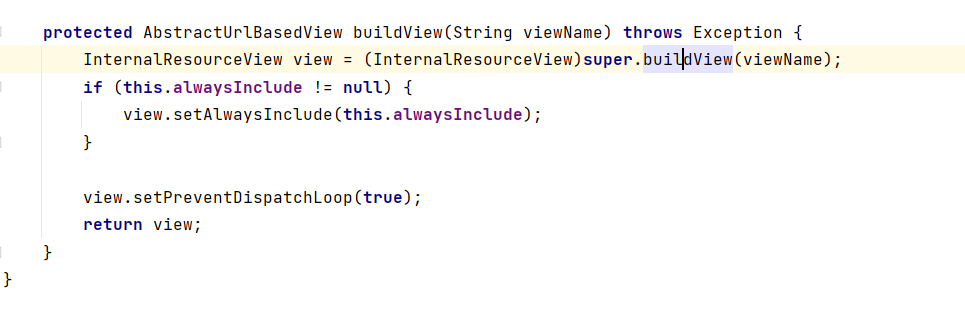 protected AbstractUrlBasedView buildView(String viewName) throws Exception {
InternalResourceView view = (InternalResourceView)super.buildView(viewName);
if (this.alwaysInclude != null) {
view.setAlwaysInclude(this.alwaysInclude);
}
view.setPreventDispatchLoop(true);
return view;
}
}